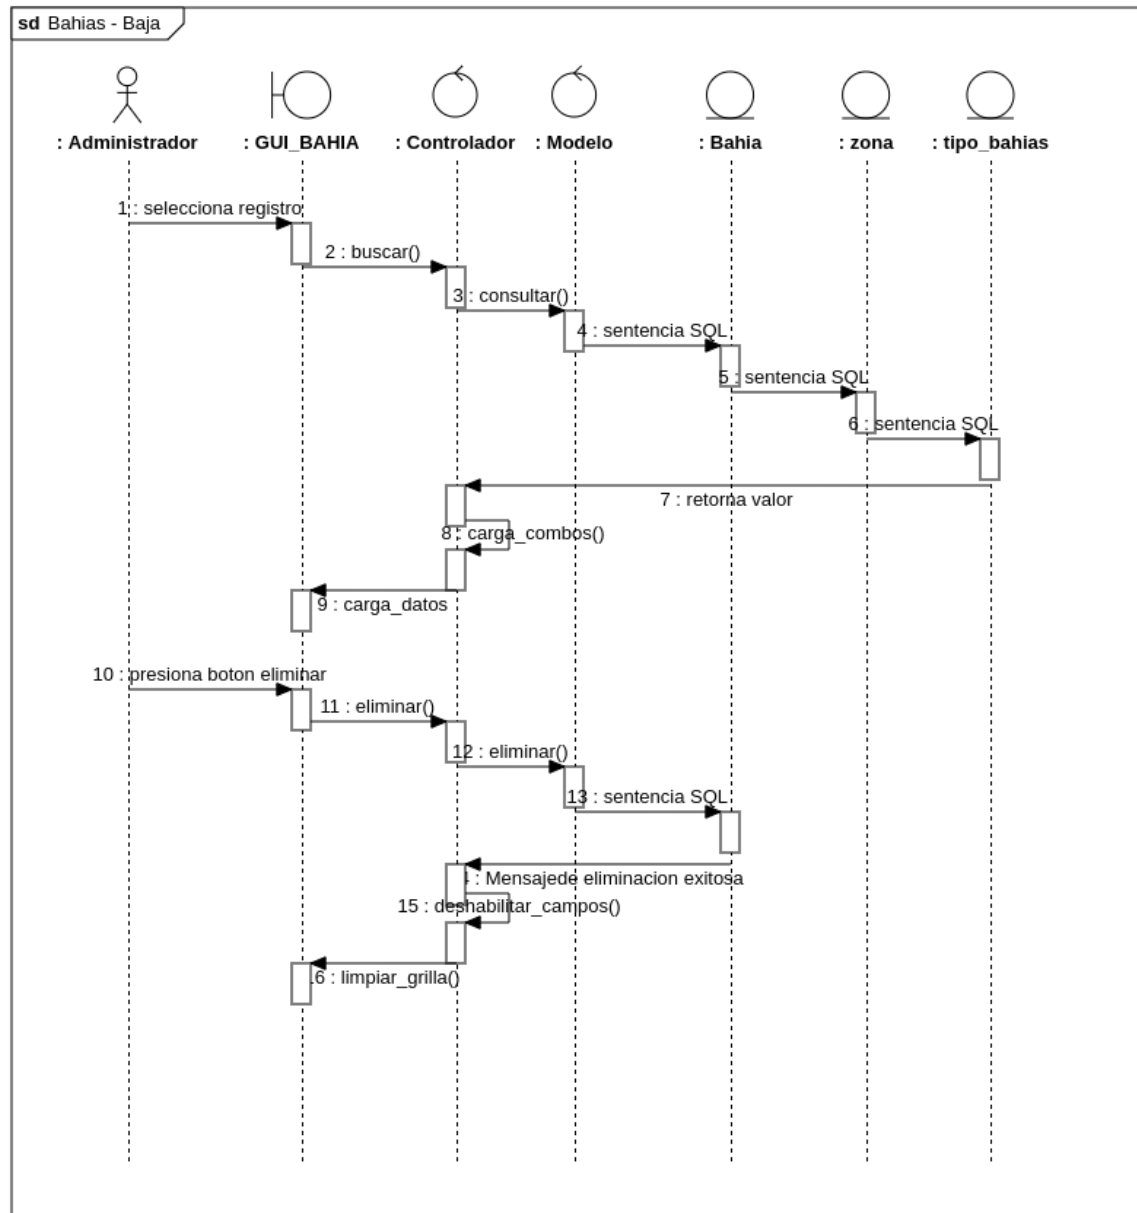 sd Bahias - Baja
: Administrador
: GUI_BAHIA
: Controlador
: Modelo
: Bahia
: zona
: tipo_bahias
1 : selecciona registro
2 : buscar()
3 : consultar()
4 : sentencia SQL
5 : sentencia SQL
6 : sentencia SQL
7 : retorna valor
8 : carga_combos()
9 : carga_datos
10 : presiona boton eliminar
11 : eliminar()
12 : eliminar()
13 : sentencia SQL
4 : Mensajede eliminacion exitosa
15 : deshabilitar_campos()
6 : limpiar_grilla()